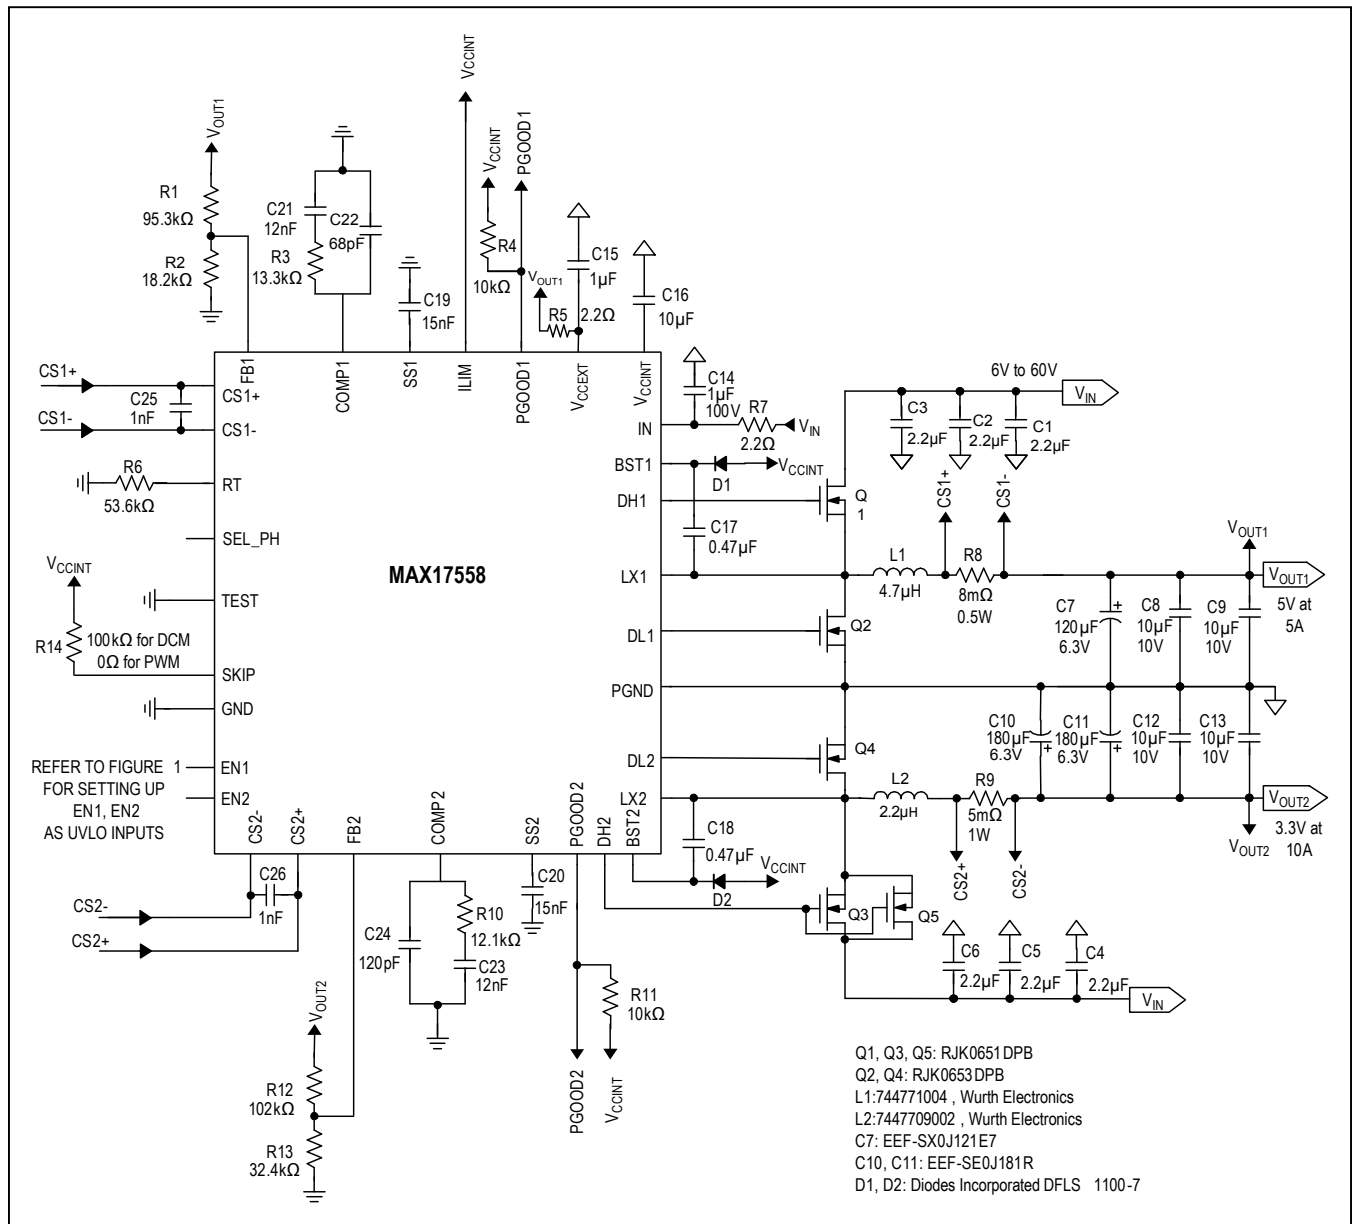 VCCINT
VOUT1
VCCINT
PGOOD1
R1
95.3kΩ
R2
18.2kΩ
C21
12nF
C22
68pF
R3
13.3kΩ
C19
15nF
R4
10kΩ
VOUT1
R5
2.2Ω
C15
1µF
C16
10µF
FB1
COMP1
SS1
ILIM
PGOOD1
VCCEXT
VCCINT
CS1+
C25
1nF
CS1-
CS1+
CS1-
R6
53.6kΩ
RT
SEL_PH
VCCINT
TEST
R14
100kΩ for DCM
0Ω for PWM
SKIP
GND
REFER TO FIGURE 1
FOR SETTING UP
EN1, EN2
AS UVLO INPUTS
EN1
EN2
MAX17558
IN
BST1
DH1
LX1
DL1
PGND
DL2
LX2
C14
1µF
100V
R7
2.2Ω
VIN
VCCINT
D1
C17
0.47µF
6V to 60V
VIN
C3
2.2µF
C2
2.2µF
C1
2.2µF
Q
1
CS1+
CS1-
L1
4.7µH
R8
8mΩ
0.5W
VOUT1
VOUT1
5V at
5A
Q2
C7
120µF
6.3V
C8
10µF
10V
C9
10µF
10V
C10
180µF
6.3V
C11
180µF
6.3V
C12
10µF
10V
C13
10µF
10V
Q4
L2
2.2µH
R9
5mΩ
1W
VOUT2
3.3V at
10A
VOUT2
CS2+
CS2-
C18
0.47µF
VCCINT
D2
CS2-
CS2+
FB2
COMP2
SS2
PGOOD2
DH2
BST2
C26
1nF
CS2-
CS2+
C24
120pF
R10
12.1kΩ
C23
12nF
C20
15nF
Q3
Q5
C6
2.2µF
C5
2.2µF
C4
2.2µF
VIN
R11
10kΩ
VOUT2
PGOOD2
VCCINT
R12
102kΩ
R13
32.4kΩ
Q1, Q3, Q5: RJK0651DPB
Q2, Q4: RJK0653DPB
L1:744771004 , Wurth Electronics
L2:7447709002 , Wurth Electronics
C7: EEF-SX0J121E7
C10, C11: EEF-SE0J181R
D1, D2: Diodes Incorporated DFLS 1100-7